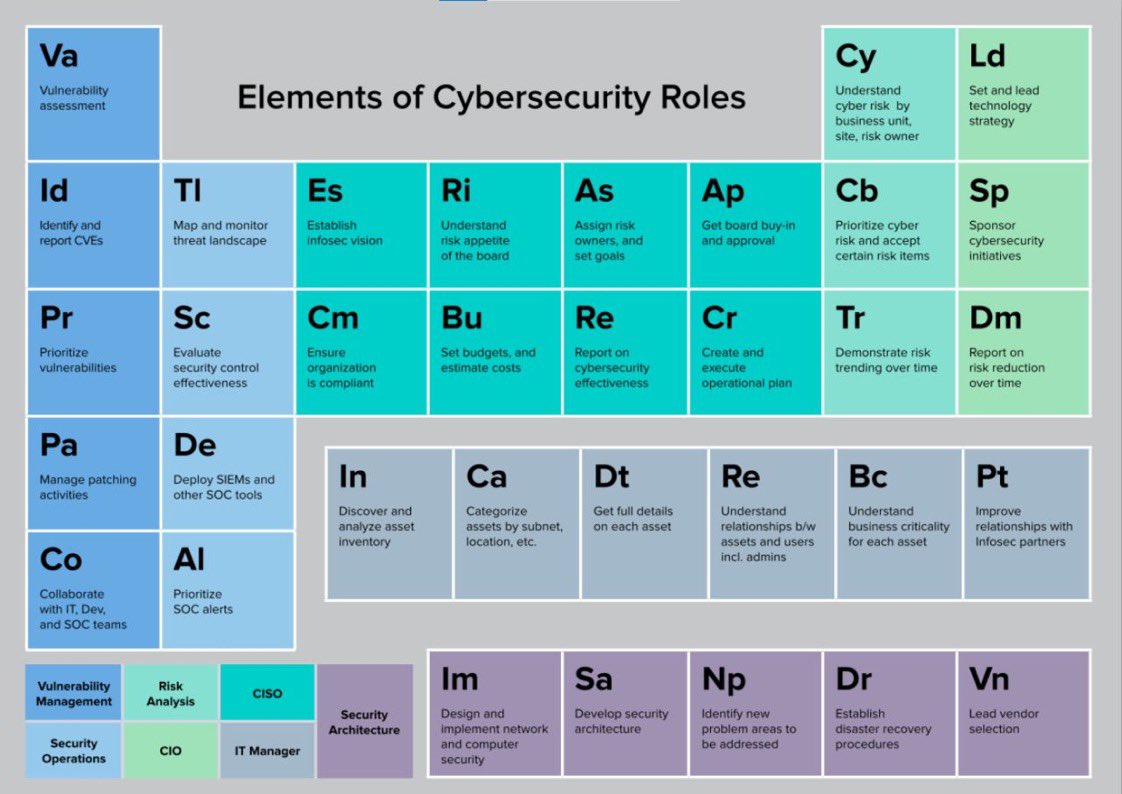 Elements of Cybersecurity Roles
Va
Vulnerability
assessment
Cy
Understand
cyber risk by
business unit,
site, risk owner
Ld
Set and lead
technology
strategy
Id
Identify and
report CVEs
Tl
Map and monitor
threat landscape
Es
Establish
infosec vision
Ri
Understand
risk appetite
of the board
As
Assign risk
owners, and
set goals
Ap
Get board buy-in
and approval
Cb
Prioritize cyber
risk and accept
certain risk items
Sp
Sponsor
cybersecurity
initiatives
Pr
Prioritize
vulnerabilities
Sc
Evaluate
security control
effectiveness
Cm
Ensure
organization
is compliant
Bu
Set budgets, and
estimate costs
Re
Report on
cybersecurity
effectiveness
Cr
Create and
execute
operational plan
Tr
Demonstrate risk
trending over time
Dm
Report on
risk reduction
over time
Pa
Manage patching
activities
De
Deploy SIEMs and
other SOC tools
In
Discover and
analyze asset
inventory
Ca
Categorize
assets by subnet,
location, etc.
Dt
Get full details
on each asset
Re
Understand
relationships b/w
assets and users
incl. admins
Bc
Understand
business criticality
for each asset
Pt
Improve
relationships with
Infosec partners
Co
Collaborate
with IT, Dev,
and SOC teams
Al
Prioritize
SOC alerts
Vulnerability
Management
Risk
Analysis
CISO
Security
Architecture
Security
Operations
CIO
IT Manager
Im
Design and
implement network
and computer
security
Sa
Develop security
architecture
Np
Identify new
problem areas to
be addressed
Dr
Establish
disaster recovery
procedures
Vn
Lead vendor
selection